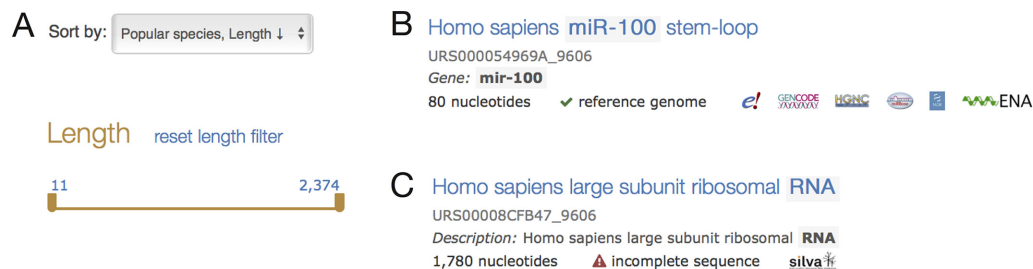 A
Sort by: Popular species, Length ↓
Length reset length filter
11 2,374
B
Homo sapiens miR-100 stem-loop
URS000054969A_9606
Gene: mir-100
80 nucleotides ✔ reference genome e! GENCODE HGNC ENA
C
Homo sapiens large subunit ribosomal RNA
URS00008CFB47_9606
Description: Homo sapiens large subunit ribosomal RNA
1,780 nucleotides incomplete sequence silva